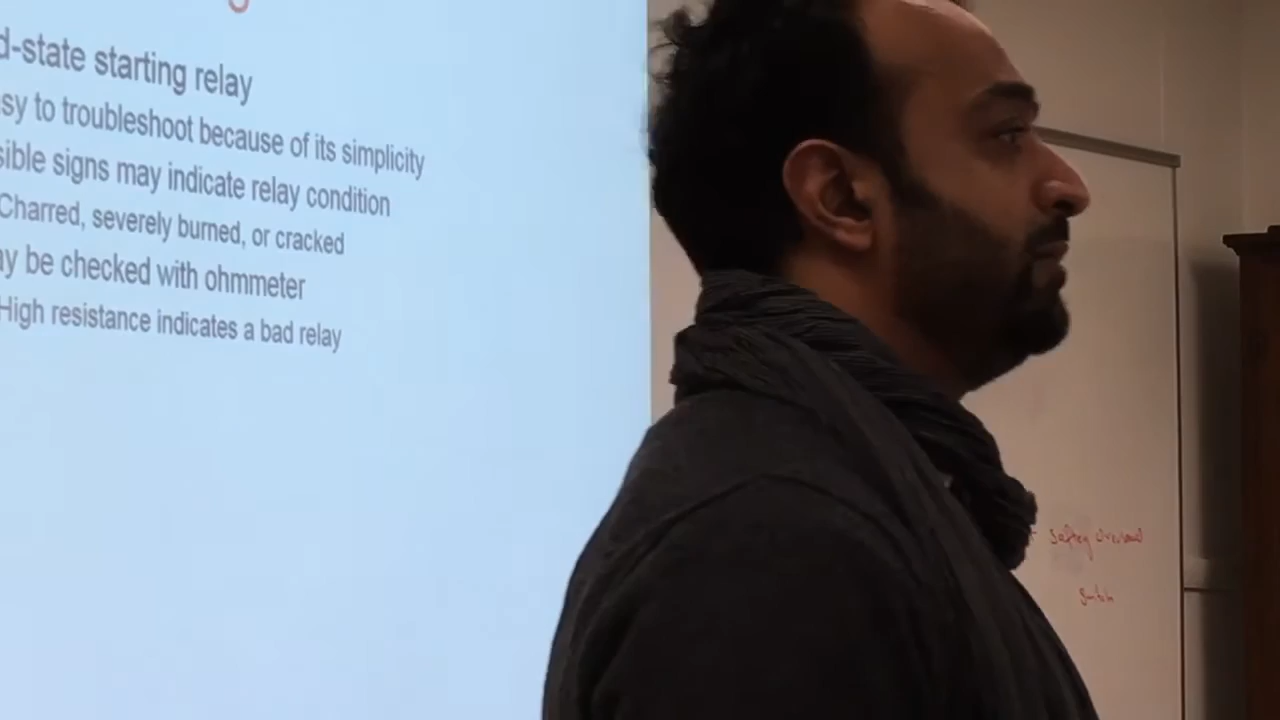 d-state starting relay
sy to troubleshoot because of its simplicity
sible signs may indicate relay condition
Charred, severely burned, or cracked
ay be checked with ohmmeter
High resistance indicates a bad relay
Switch